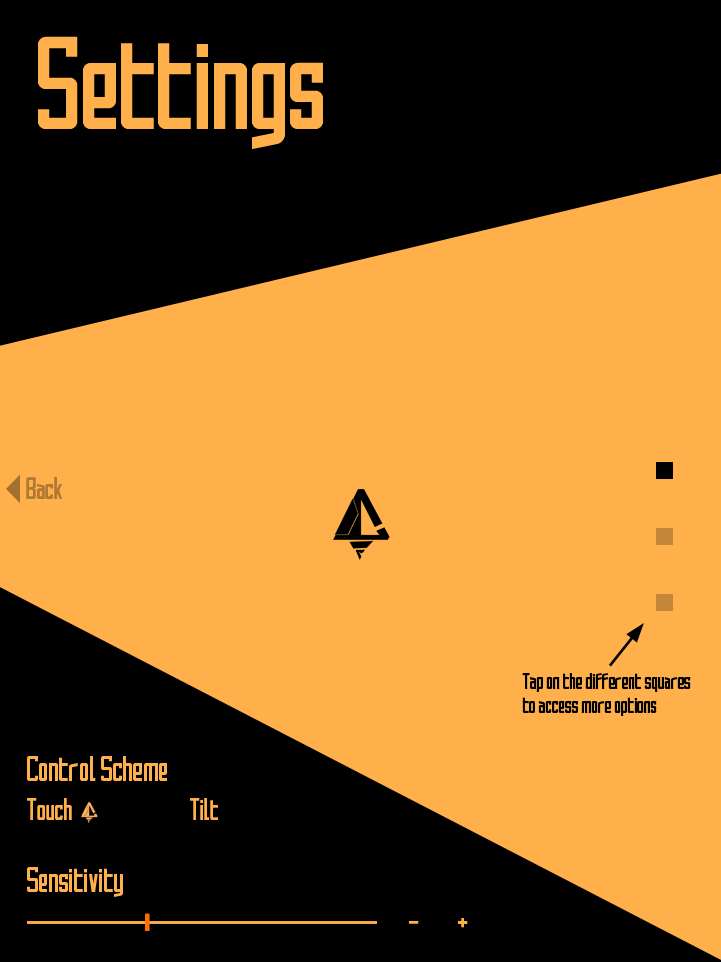 Settings
Back
Tap on the different squares
to access more options
Control Scheme
Touch Tilt
Sensitivity
- +